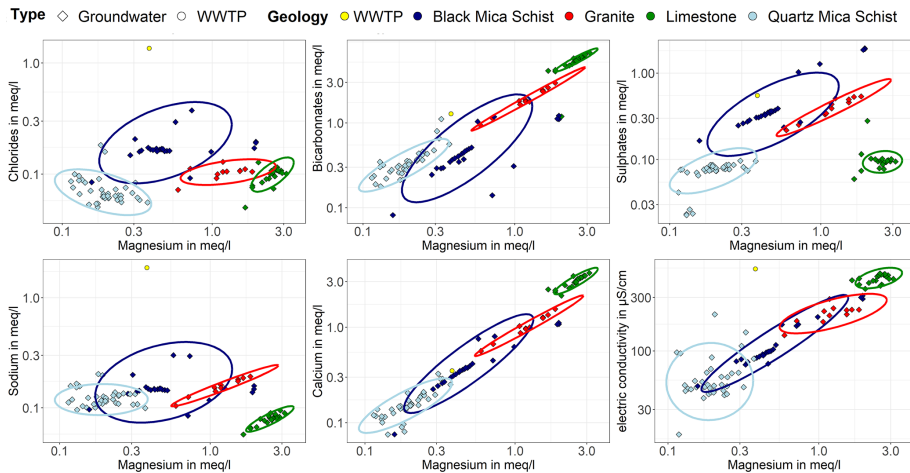 Type Groundwater WWTP Geology WWTP Black Mica Schist Granite Limestone Quartz Mica Schist
Chlorides in meq/l
1.0
0.3
0.1
0.1 0.3 1.0 3.0
Magnesium in meq/l
Bicarbonmates in meq/l
3.0
1.0
0.3
0.1
0.1 0.3 1.0 3.0
Magnesium in meq/l
Sulphates in meq/l
1.00
0.30
0.10
0.03
0.1 0.3 1.0 3.0
Magnesium in meq/l
Sodium in meq/l
1.0
0.3
0.1
0.1 0.3 1.0 3.0
Magnesium in meq/l
Calcium in meq/l
3.0
1.0
0.3
0.1
0.1 0.3 1.0 3.0
Magnesium in meq/l
electric conductivity in µS/cm
300
100
30
0.1 0.3 1.0 3.0
Magnesium in meq/l